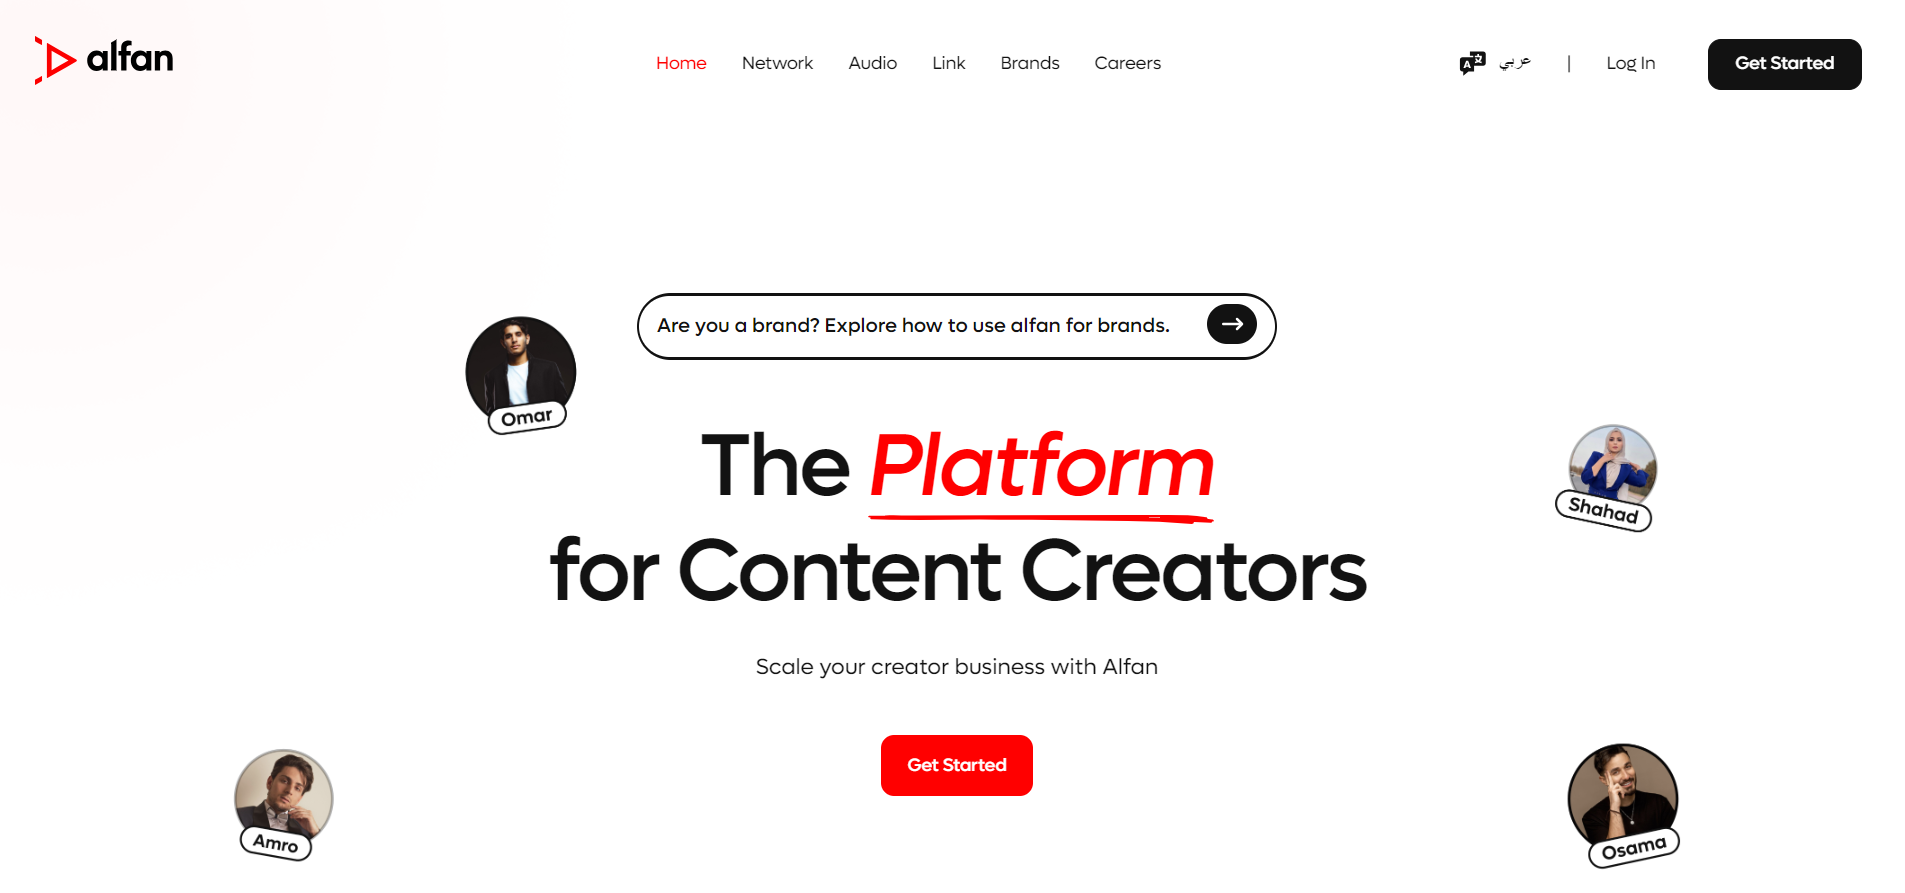 alfan
Home Network Audio Link Brands Careers
A
عربي | Log In
Get Started
Are you a brand? Explore how to use alfan for brands.
Omar
The Platform
for Content Creators
Shahad
Scale your creator business with Alfan
Get Started
Amro
Osama